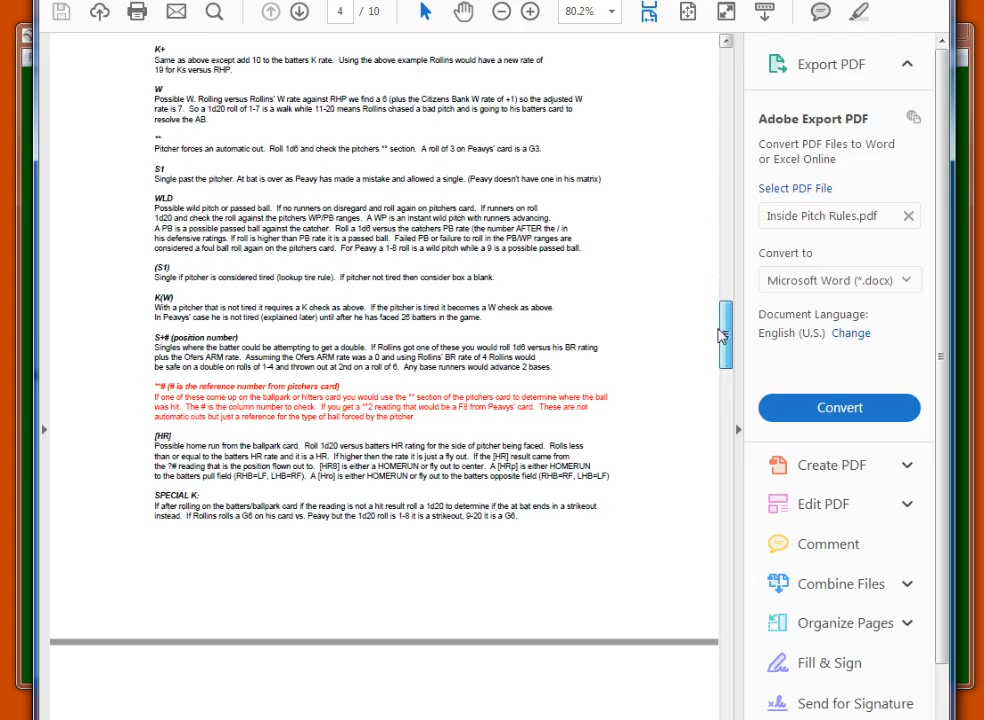 4 / 10
80.2%
K+
Same as above except add 10 to the batters K rate. Using the above example Rollins would have a new rate of
19 for Ks versus RHP.
W
Possible W. Rolling versus Rollins' W rate against RHP we find a 6 (plus the Citizens Bank W rate of +1) so the adjusted W
rate is 7. So a 1d20 roll of 1-7 is a walk while 11-20 means Rollins chased a bad pitch and is going to his batters card to
resolve the AB.
**
Pitcher forces an automatic out. Roll 1d6 and check the pitchers ** section. A roll of 3 on Peavys' card is a G3.
S1
Single past the pitcher. At bat is over as Peavy has made a mistake and allowed a single. (Peavy doesn't have one in his matrix)
WLD
Possible wild pitch or passed ball. If no runners on disregard and roll again on pitchers card. If runners on roll
1d20 and check the roll against the pitchers WP/PB ranges. A WP is an instant wild pitch with runners advancing.
A PB is a possible passed ball against the catcher. Roll a 1d6 versus the catchers PB rate (the number AFTER the / in
his defensive ratings. If roll is higher than PB rate it is a passed ball. Failed PB or failure to roll in the PB/WP ranges are
considered a foul ball roll again on the pitchers card. For Peavy a 1-8 roll is a wild pitch while a 9 is a possible passed ball.
(S1)
Single if pitcher is considered tired (lookup tire rule). If pitcher not tired then consider box a blank.
K(W)
With a pitcher that is not tired it requires a K check as above. If the pitcher is tired it becomes a W check as above.
In Peavys' case he is not tired (explained later) until after he has faced 28 batters in the game.
S+# (position number)
Singles where the batter could be attempting to get a double. If Rollins got one of these you would roll 1d6 versus his BR rating
plus the Ofers ARM rate. Assuming the Ofers ARM rate was a 0 and using Rollins' BR rate of 4 Rollins would
be safe on a double on rolls of 1-4 and thrown out at 2nd on a roll of 6. Any base runners would advance 2 bases.
**# (# is the reference number from pitchers card)
If one of these come up on the ballpark or hitters card you would use the ** section of the pitchers card to determine where the ball
was hit. The # is the column number to check. If you get a **2 reading that would be a F8 from Peavys' card. These are not
automatic outs but just a reference for the type of ball forced by the pitcher.
[HR]
Possible home run from the ballpark card. Roll 1d20 versus batters HR rating for the side of pitcher being faced. Rolls less
than or equal to the batters HR rate and it is a HR. If higher then the rate it is just a fly out. If the [HR] result came from
the ?# reading that is the position flown out to. [HR8] is either a HOMERUN or fly out to center. A [HRp] is either HOMERUN
to the batters pull field (RHB=LF, LHB=RF). A [Hro] is either HOMERUN or fly out to the batters opposite field (RHB=RF, LHB=LF)
SPECIAL K:
If after rolling on the batters/ballpark card if the reading is not a hit result roll a 1d20 to determine if the at bat ends in a strikeout
instead. If Rollins rolls a G6 on his card vs. Peavy but the 1d20 roll is 1-8 it is a strikeout, 9-20 it is a G6.
Export PDF
Adobe Export PDF
Convert PDF Files to Word
or Excel Online
Select PDF File
Inside Pitch Rules.pdf
Convert to
Microsoft Word (*.docx)
Document Language:
English (U.S.) Change
Convert
Create PDF
Edit PDF
Comment
Combine Files
Organize Pages
Fill & Sign
Send for Signature